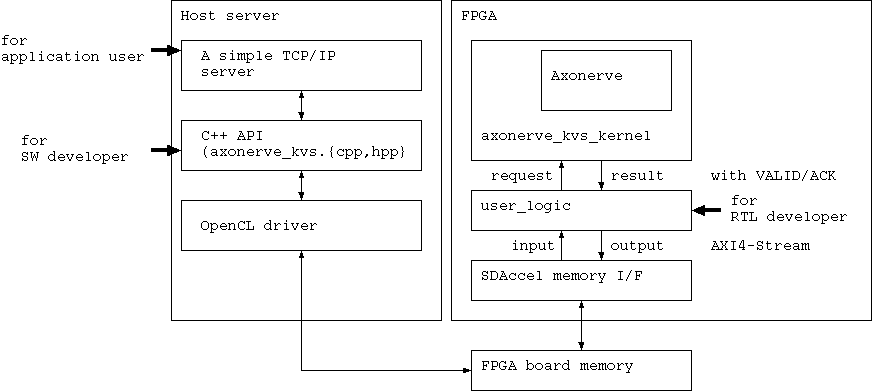 Host server
for
application user
A simple TCP/IP
server
C++ API
(axonerve_kvs.{cpp,hpp}
for
SW developer
OpenCL driver
FPGA
Axonerve
axonerve_kvs_kernel
request
result
with VALID/ACK
user_logic
for
RTL developer
input
output
AXI4-Stream
SDAccel memory I/F
FPGA board memory